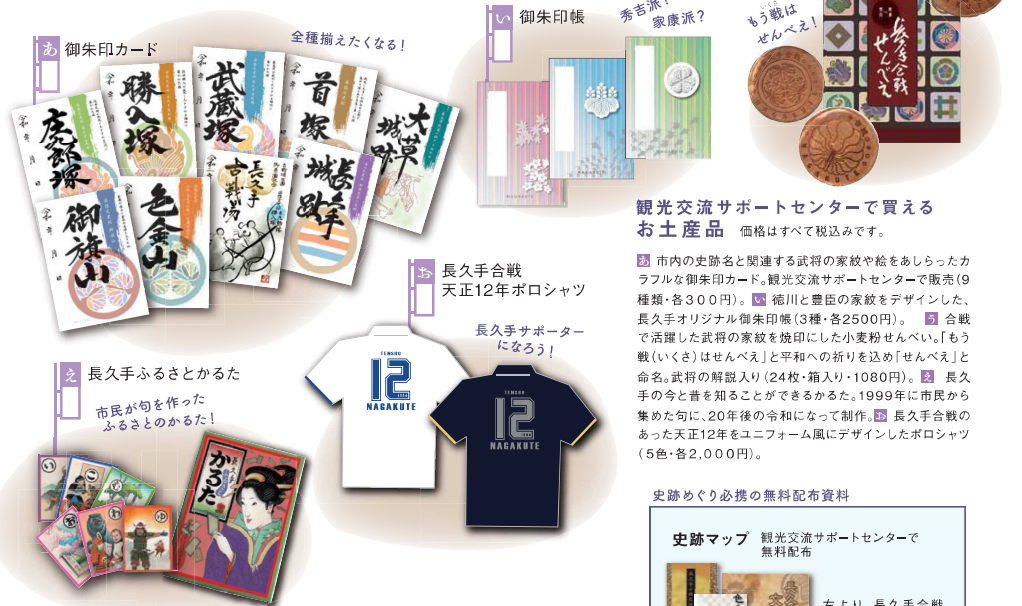 あ 御朱印カード
全種揃えたくなる！
い 御朱印帳
秀吉派？
家康派？
もう戦は
いくさ
せんべえ！
長久手合戦
せんべえ
勝入塚
武蔵塚
首塚
大草城跡
庄九郎塚
御旗山
色金山
長久手古戦場
長久手城跡
NAGAKUTE
NAGAKUTE
お 長久手合戦
天正12年ポロシャツ
長久手サポーター
になろう！
TENSHO
12
NAGAKUTE
TENSHO
12
NAGAKUTE
え 長久手ふるさとかるた
市民が句を作った
ふるさとのかるた！
かるた
い
こ
わ
ゆ
観光交流サポートセンターで買える
お土産品 価格はすべて税込みです。
あ 市内の史跡名と関連する武将の家紋や絵をあしらったカ
ラフルな御朱印カード。観光交流サポートセンターで販売（9
種類・各300円）。 い 徳川と豊臣の家紋をデザインした、
長久手オリジナル御朱印帳（3種・各2500円）。 う 合戦
で活躍した武将の家紋を焼印にした小麦粉せんべい。「もう
戦（いくさ）はせんべえ」と平和への祈りを込め「せんべえ」と
命名。武将の解説入り（24枚・箱入り・1080円）。 え 長久
手の今と昔を知ることができるかるた。1999年に市民から
集めた句に、20年後の令和になって制作。お 長久手合戦の
あった天正12年をユニフォーム風にデザインしたポロシャツ
（5色・各2,000円）。
史跡めぐり必携の無料配布資料
史跡マップ 観光交流サポートセンターで
無料配布
右より、長久手合戦